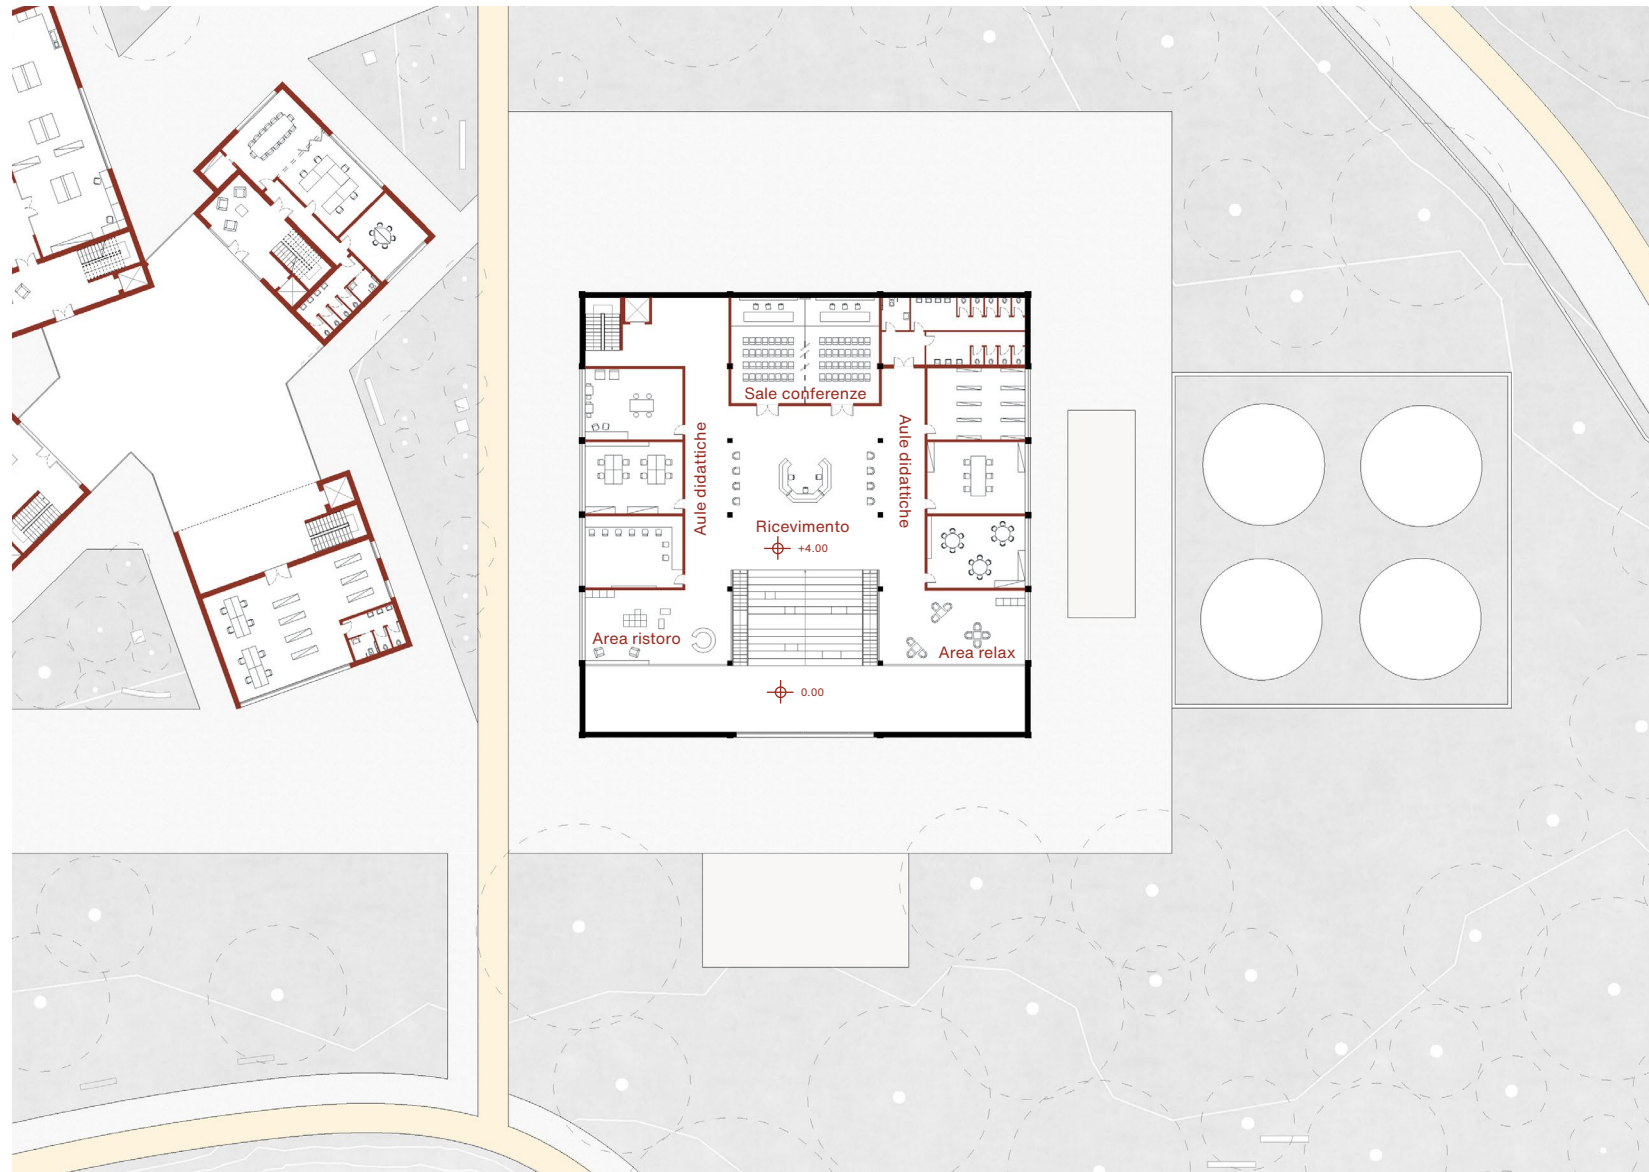 Sale conferenze
Aule didattiche
Aule didattiche
Ricevimento
+4.00
Area ristoro
Area relax
0.00